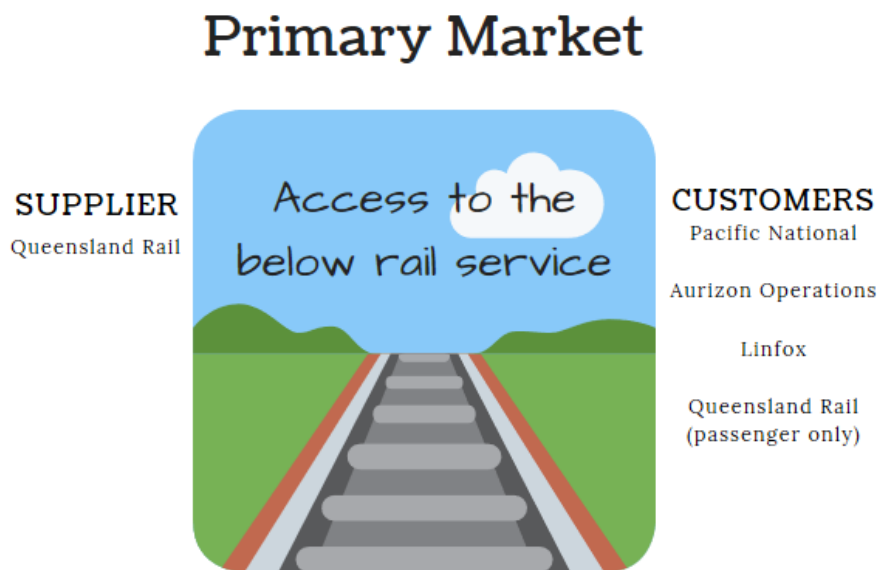 Primary Market
SUPPLIER
Queensland Rail
Access to the
below rail service
CUSTOMERS
Pacific National
Aurizon Operations
Linfox
Queensland Rail
(passenger only)